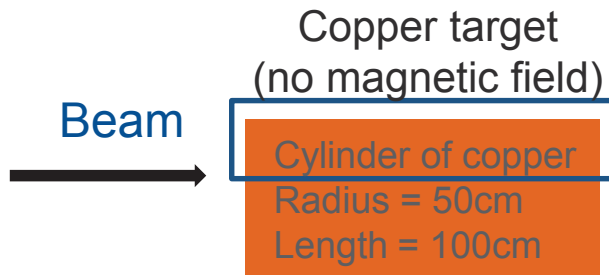 Copper target
(no magnetic field)
Beam
Cylinder of copper
Radius = 50cm
Length = 100cm